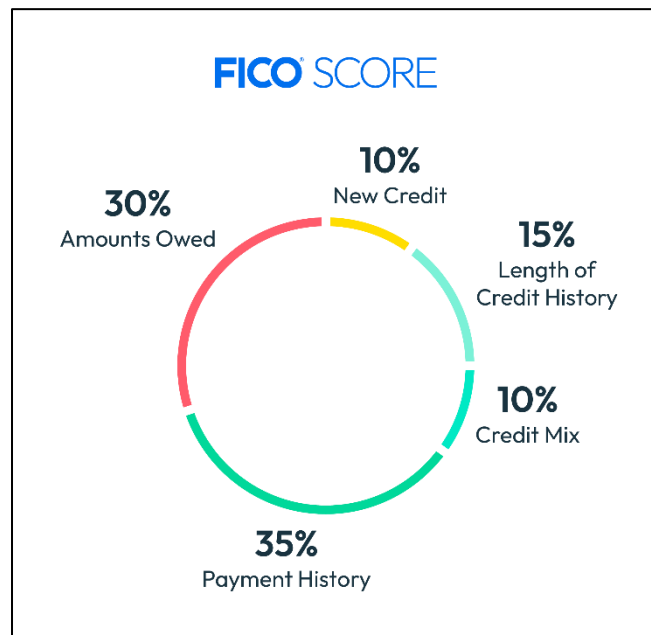 FICO® SCORE
10%
New Credit
30%
Amounts Owed
15%
Length of
Credit History
10%
Credit Mix
35%
Payment History